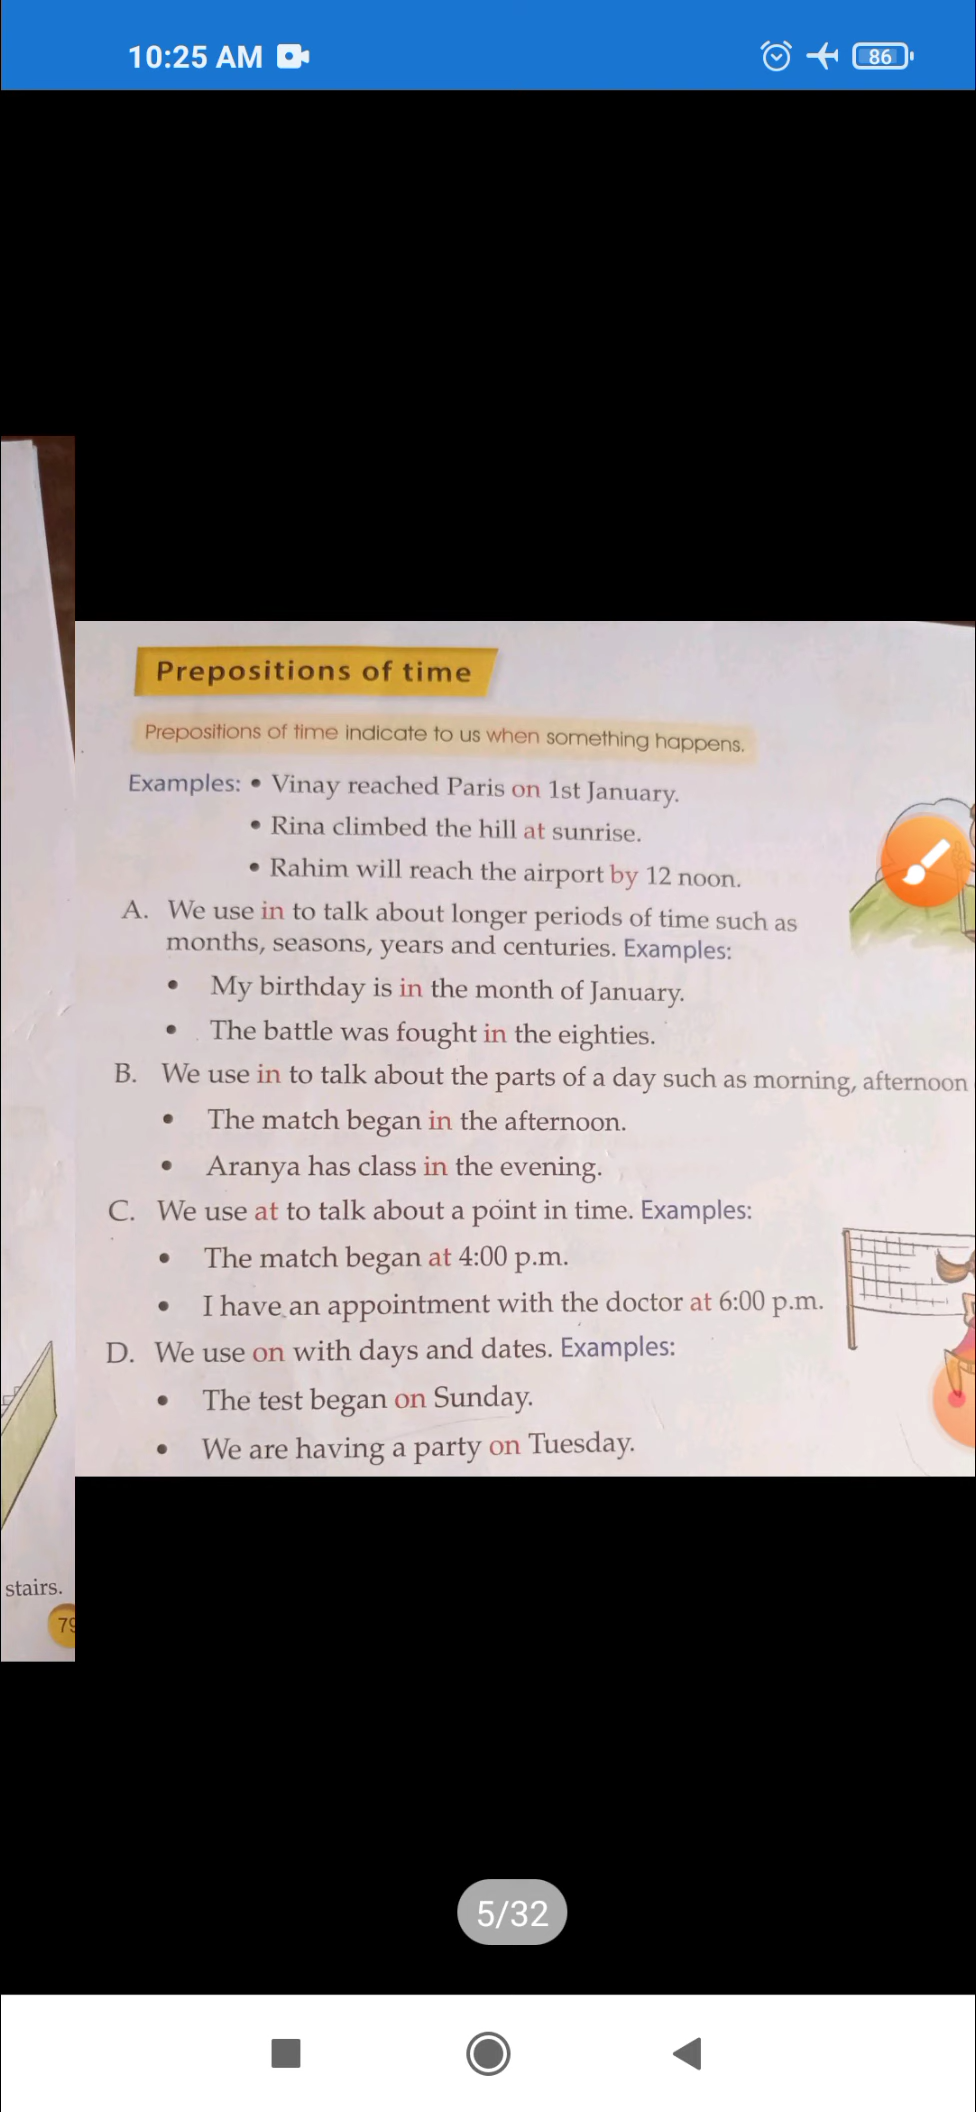 10:25 AM
86
Prepositions of time
Prepositions of time indicate to us when something happens.
Examples: • Vinay reached Paris on 1st January.
• Rina climbed the hill at sunrise.
• Rahim will reach the airport by 12 noon.
A. We use in to talk about longer periods of time such as
months, seasons, years and centuries. Examples:
• My birthday is in the month of January.
• The battle was fought in the eighties.
B. We use in to talk about the parts of a day such as morning, afternoon
• The match began in the afternoon.
• Aranya has class in the evening.
C. We use at to talk about a point in time. Examples:
• The match began at 4:00 p.m.
• I have an appointment with the doctor at 6:00 p.m.
D. We use on with days and dates. Examples:
• The test began on Sunday.
• We are having a party on Tuesday.
stairs.
79
5/32